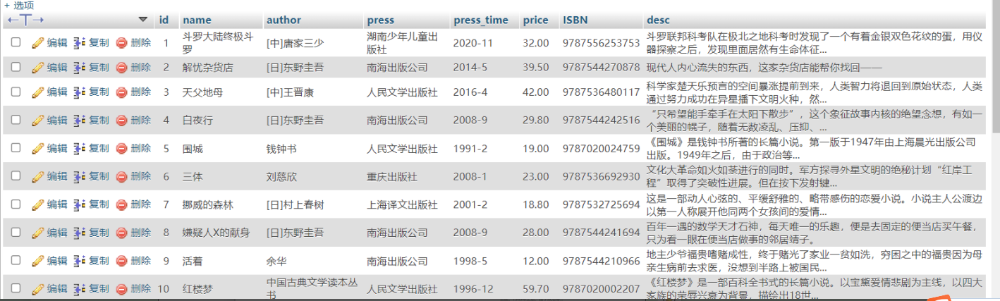 + 选项
←T→ id name author press press_time price ISBN desc
编辑 复制 删除 1 斗罗大陆终极斗罗 [中]唐家三少 湖南少年儿童出版社 2020-11 32.00 9787556253753 斗罗联邦科考队在极北之地科考时发现了一个有着金银双色花纹的蛋，用仪器探察之后，发现里面居然有生命体征...
编辑 复制 删除 2 解忧杂货店 [日]东野圭吾 南海出版公司 2014-5 39.50 9787544270878 现代人内心流失的东西，这家杂货店能帮你找回——
编辑 复制 删除 3 天父地母 [中]王晋康 人民文学出版社 2016-4 42.00 9787536480117 科学家楚天乐预言的空间暴涨提前到来，人类智力将退回到原始状态，人类通过努力成功在异星播下文明火种，然...
编辑 复制 删除 4 白夜行 [日]东野圭吾 南海出版公司 2008-9 29.80 9787544242516 “只希望能手牵手在太阳下散步”，这个象征故事内核的绝望念想，有如一个美丽的幌子，随着无数凌乱、压抑、...
编辑 复制 删除 5 围城 钱钟书 人民文学出版社 1991-2 19.00 9787020024759 《围城》是钱钟书所著的长篇小说。第一版于1947年由上海晨光出版公司出版。1949年之后，由于政治等...
编辑 复制 删除 6 三体 刘慈欣 重庆出版社 2008-1 23.00 9787536692930 文化大革命如火如荼进行的同时。军方探寻外星文明的绝秘计划“红岸工程”取得了突破性进展。但在按下发射键...
编辑 复制 删除 7 挪威的森林 [日]村上春树 上海译文出版社 2001-2 18.80 9787532725694 这是一部动人心弦的、平缓舒雅的、略带感伤的恋爱小说。小说主人公渡边以第一人称展开他同两个女孩间的爱情...
编辑 复制 删除 8 嫌疑人X的献身 [日]东野圭吾 南海出版公司 2008-9 28.00 9787544241694 百年一遇的数学天才石神，每天唯一的乐趣，便是去固定的便当店买午餐，只为看一眼在便当店做事的邻居靖子。
编辑 复制 删除 9 活着 余华 南海出版公司 1998-5 12.00 9787544210966 地主少爷福贵嗜赌成性，终于赌光了家业一贫如洗，穷困之中的福贵因为母亲生病前去求医，没想到半路上被国民...
编辑 复制 删除 10 红楼梦 中国古典文学读本丛书 人民文学出版社 1996-12 59.70 9787020002207 《红楼梦》是一部百科全书式的长篇小说。以宝黛爱情悲剧为主线，以四大家族的荣辱兴衰为背景，描绘出18世...